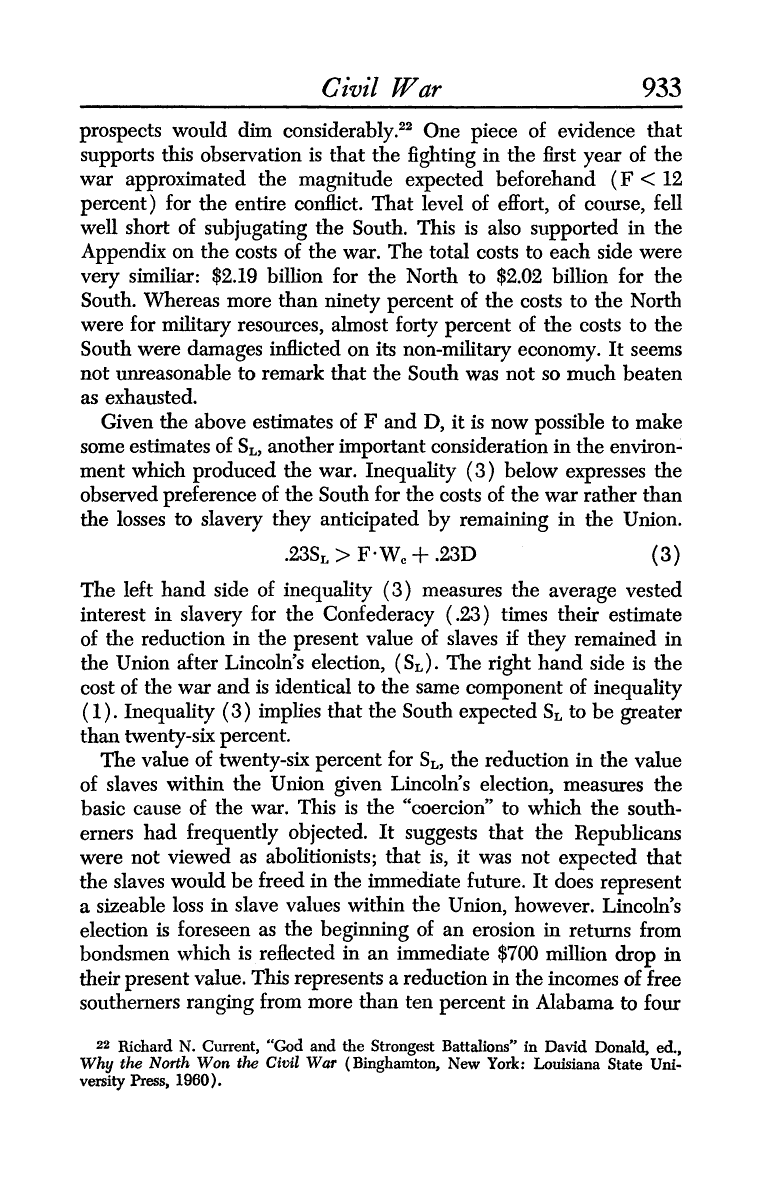 Civil War 933
prospects would dim considerably.²² One piece of evidence that
supports this observation is that the fighting in the first year of the
war approximated the magnitude expected beforehand (F < 12
percent) for the entire conflict. That level of effort, of course, fell
well short of subjugating the South. This is also supported in the
Appendix on the costs of the war. The total costs to each side were
very similiar: $2.19 billion for the North to $2.02 billion for the
South. Whereas more than ninety percent of the costs to the North
were for military resources, almost forty percent of the costs to the
South were damages inflicted on its non-military economy. It seems
not unreasonable to remark that the South was not so much beaten
as exhausted.
Given the above estimates of F and D, it is now possible to make
some estimates of S_L, another important consideration in the environ-
ment which produced the war. Inequality (3) below expresses the
observed preference of the South for the costs of the war rather than
the losses to slavery they anticipated by remaining in the Union.
.23S_L > F·W_c + .23D (3)
The left hand side of inequality (3) measures the average vested
interest in slavery for the Confederacy (.23) times their estimate
of the reduction in the present value of slaves if they remained in
the Union after Lincoln's election, (S_L). The right hand side is the
cost of the war and is identical to the same component of inequality
(1). Inequality (3) implies that the South expected S_L to be greater
than twenty-six percent.
The value of twenty-six percent for S_L, the reduction in the value
of slaves within the Union given Lincoln's election, measures the
basic cause of the war. This is the "coercion" to which the south-
erners had frequently objected. It suggests that the Republicans
were not viewed as abolitionists; that is, it was not expected that
the slaves would be freed in the immediate future. It does represent
a sizeable loss in slave values within the Union, however. Lincoln's
election is foreseen as the beginning of an erosion in returns from
bondsmen which is reflected in an immediate $700 million drop in
their present value. This represents a reduction in the incomes of free
southerners ranging from more than ten percent in Alabama to four
²² Richard N. Current, "God and the Strongest Battalions" in David Donald, ed.,
Why the North Won the Civil War (Binghamton, New York: Louisiana State Uni-
versity Press, 1960).